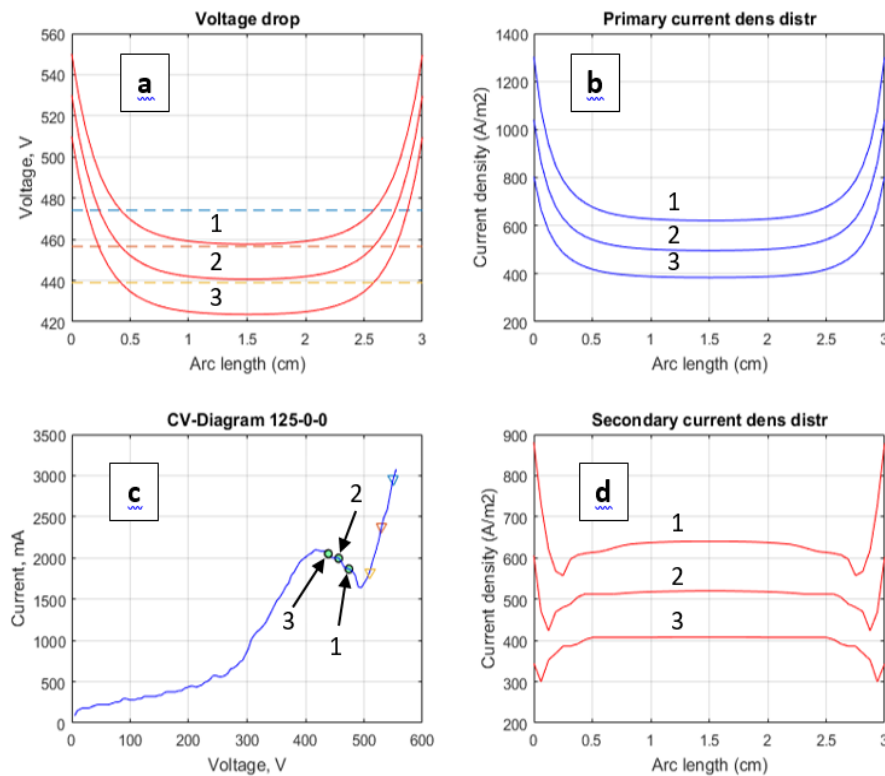 Voltage drop
560
540
520
500
480
460
440
420
Voltage, V
a
1
2
3
0 0.5 1 1.5 2 2.5 3
Arc length (cm)
Primary current dens distr
1400
1200
1000
800
600
400
200
Current density (A/m2)
b
1
2
3
0 0.5 1 1.5 2 2.5 3
Arc length (cm)
CV-Diagram 125-0-0
3500
3000
2500
2000
1500
1000
500
0
Current, mA
c
2
3
1
0 100 200 300 400 500 600
Voltage, V
Secondary current dens distr
900
800
700
600
500
400
300
200
Current density (A/m2)
d
1
2
3
0 0.5 1 1.5 2 2.5 3
Arc length (cm)